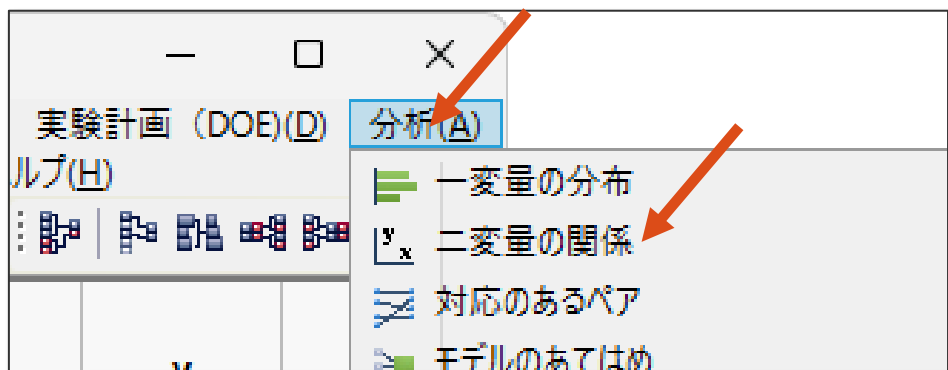 実験計画 (DOE)(D) 分析(A)
ルプ(H)
一変量の分布
y x 二変量の関係
対応のあるペア
モデルのあてはめ